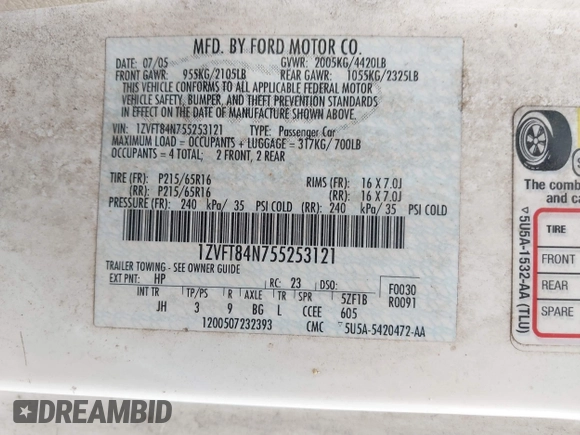 MFD. BY FORD MOTOR CO.
DATE: 07/05 GVWR: 2005KG/4420LB
FRONT GAWR: 955KG/2105LB REAR GAWR: 1055KG/2325LB
THIS VEHICLE CONFORMS TO ALL APPLICABLE FEDERAL MOTOR
VEHICLE SAFETY, BUMPER, AND THEFT PREVENTION STANDARDS
IN EFFECT ON THE DATE OF MANUFACTURE SHOWN ABOVE.
VIN: 1ZVFT84N755253121 TYPE: Passenger Car
MAXIMUM LOAD = OCCUPANTS + LUGGAGE = 317KG/700LB
OCCUPANTS = 4 TOTAL; 2 FRONT, 2 REAR
TIRE (FR): P215/65R16 RIMS (FR): 16 X 7.0J
(RR): P215/65R16 (RR): 16 X 7.0J
PRESSURE (FR): 240 kPa/ 35 PSI COLD (RR): 240 kPa/ 35 PSI COLD
1ZVFT84N755253121
TRAILER TOWING - SEE OWNER GUIDE
EXT PNT: HP RC: 23 DSO: F0030
INT TR TP/PS R AXLE TR SPR 5ZF1B R0091
JH 3 9 BG L CCEE 605
1200507232393 CMC ▽5U5A-5420472-AA
The comb
and ca
TIRE
FRONT
REAR
SPARE
▽5U5A-1532-AA (TLU)
DREAMBID